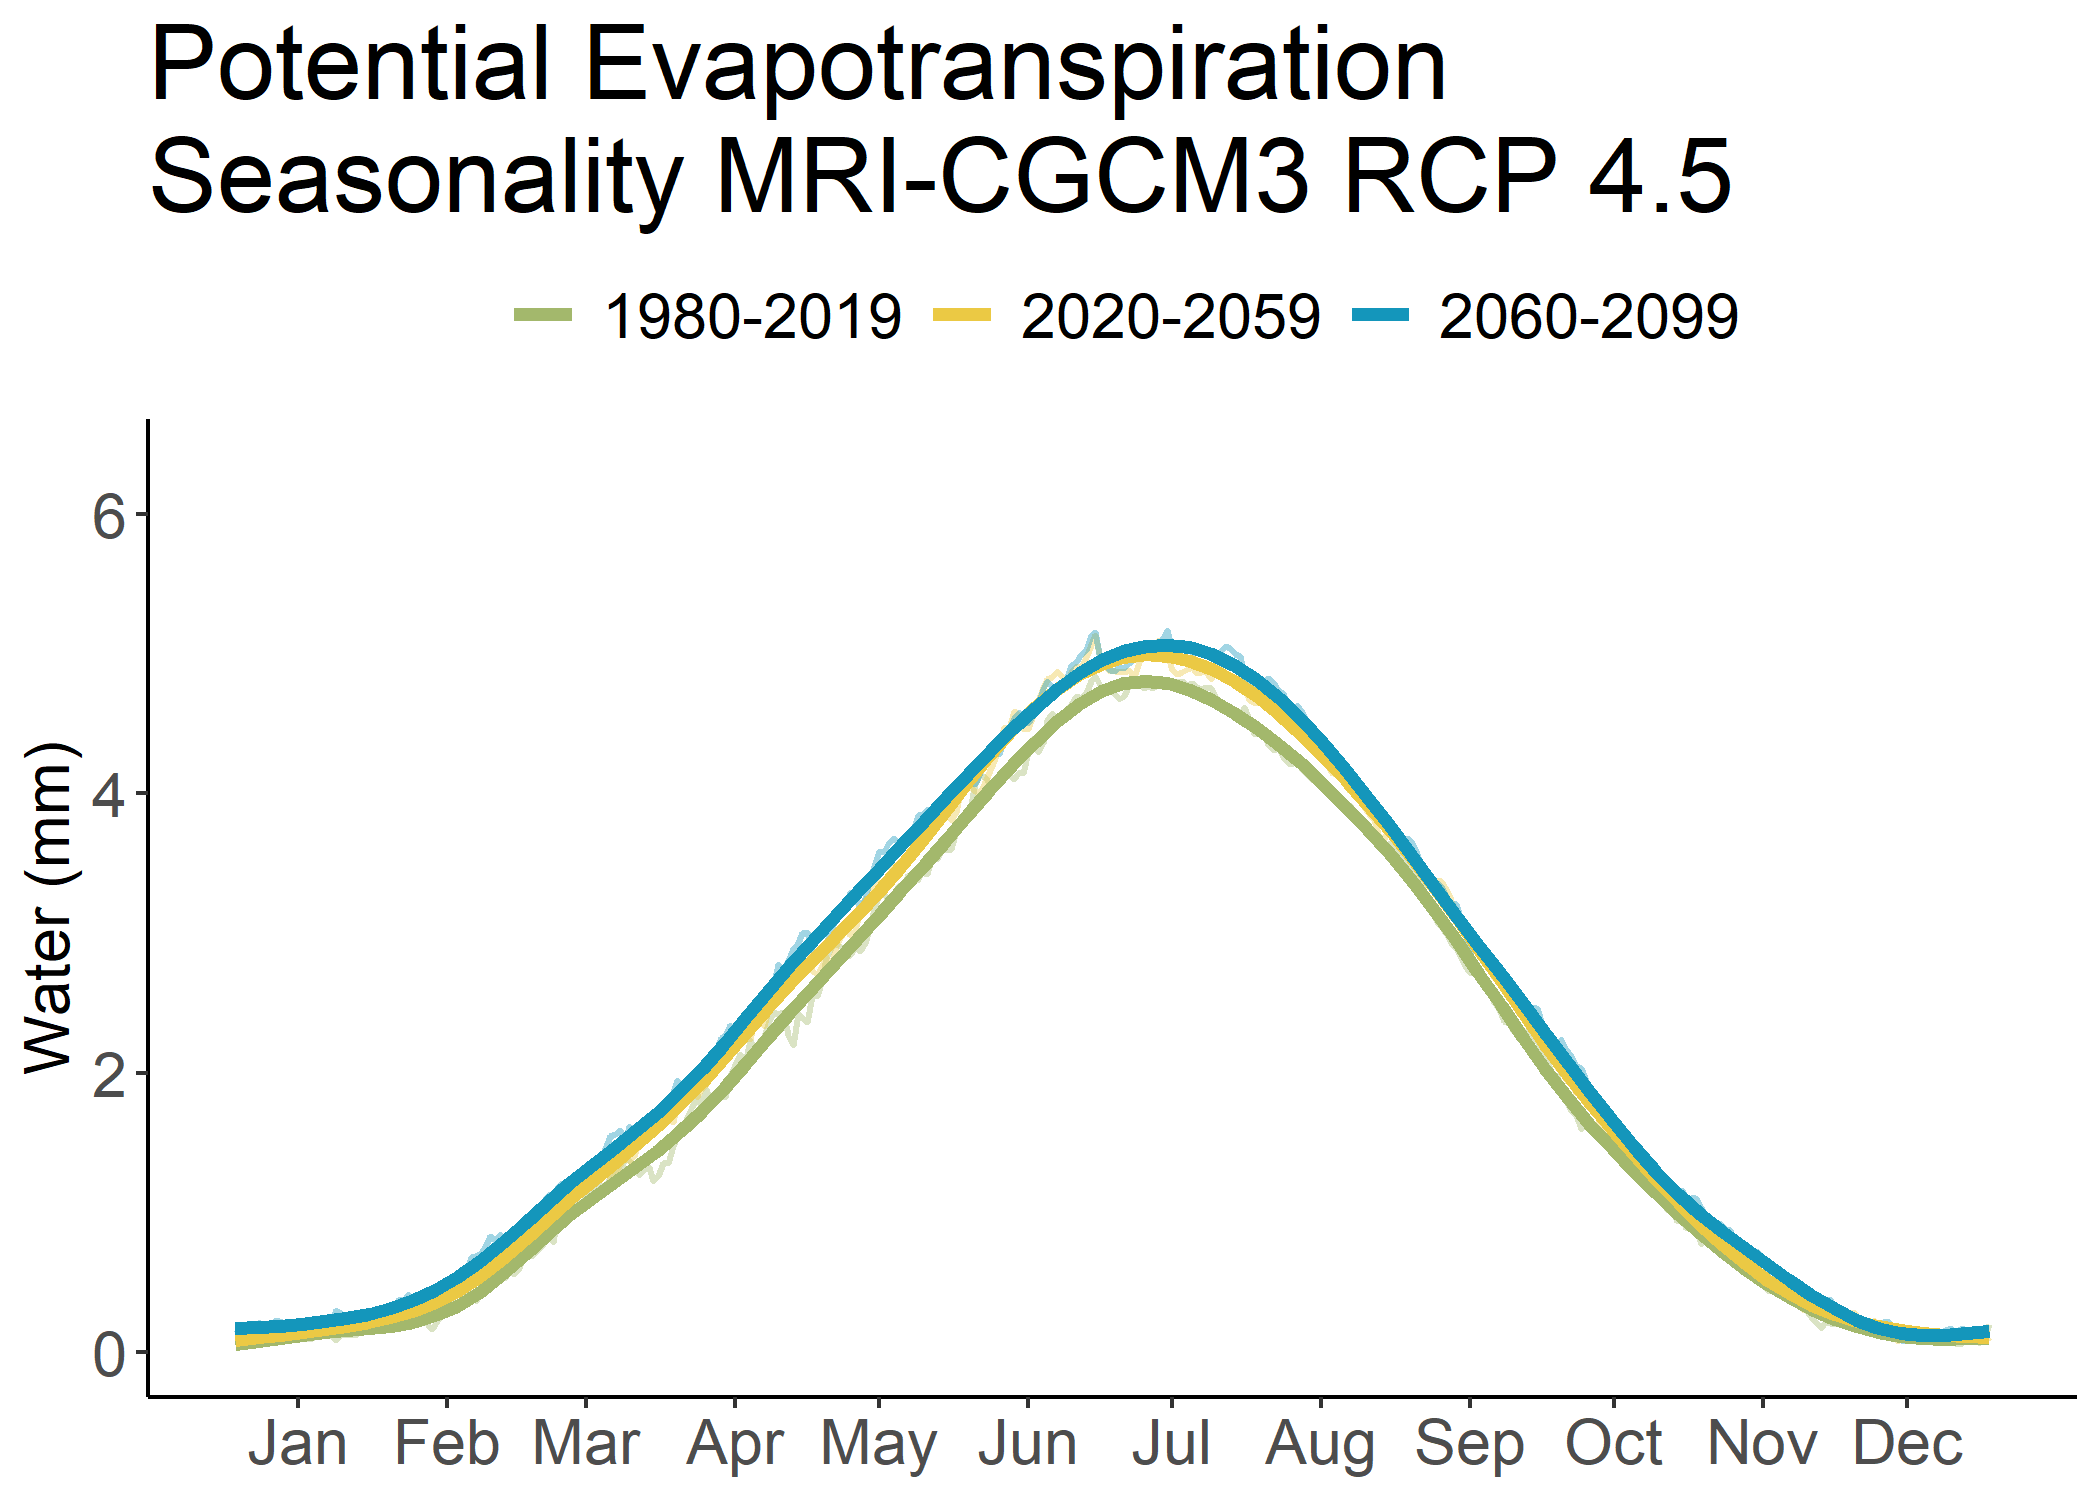 Potential Evapotranspiration
Seasonality MRI-CGCM3 RCP 4.5
1980-2019 2020-2059 2060-2099
Water (mm)
6
4
2
0
Jan Feb Mar Apr May Jun Jul Aug Sep Oct Nov Dec